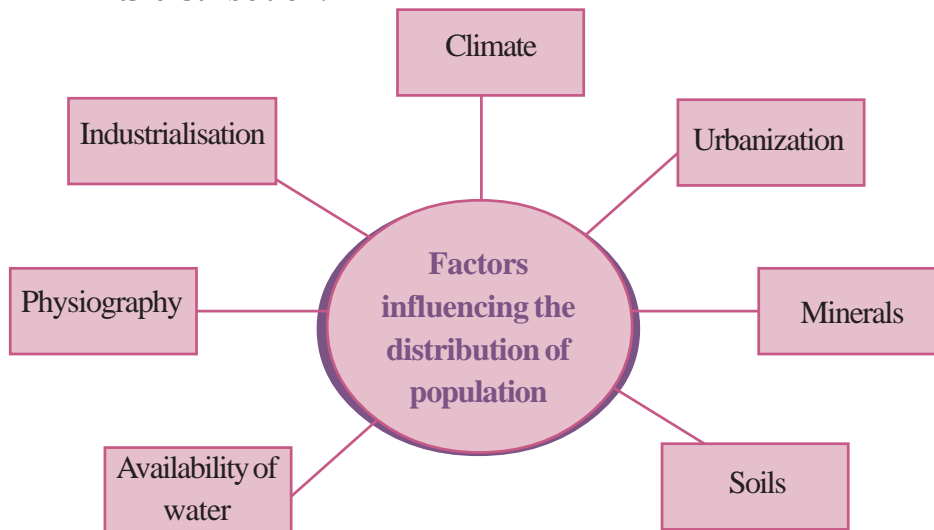 Climate
Industrialisation
Urbanization
Factors
influencing the
distribution of
population
Physiography
Minerals
Availability of
water
Soils